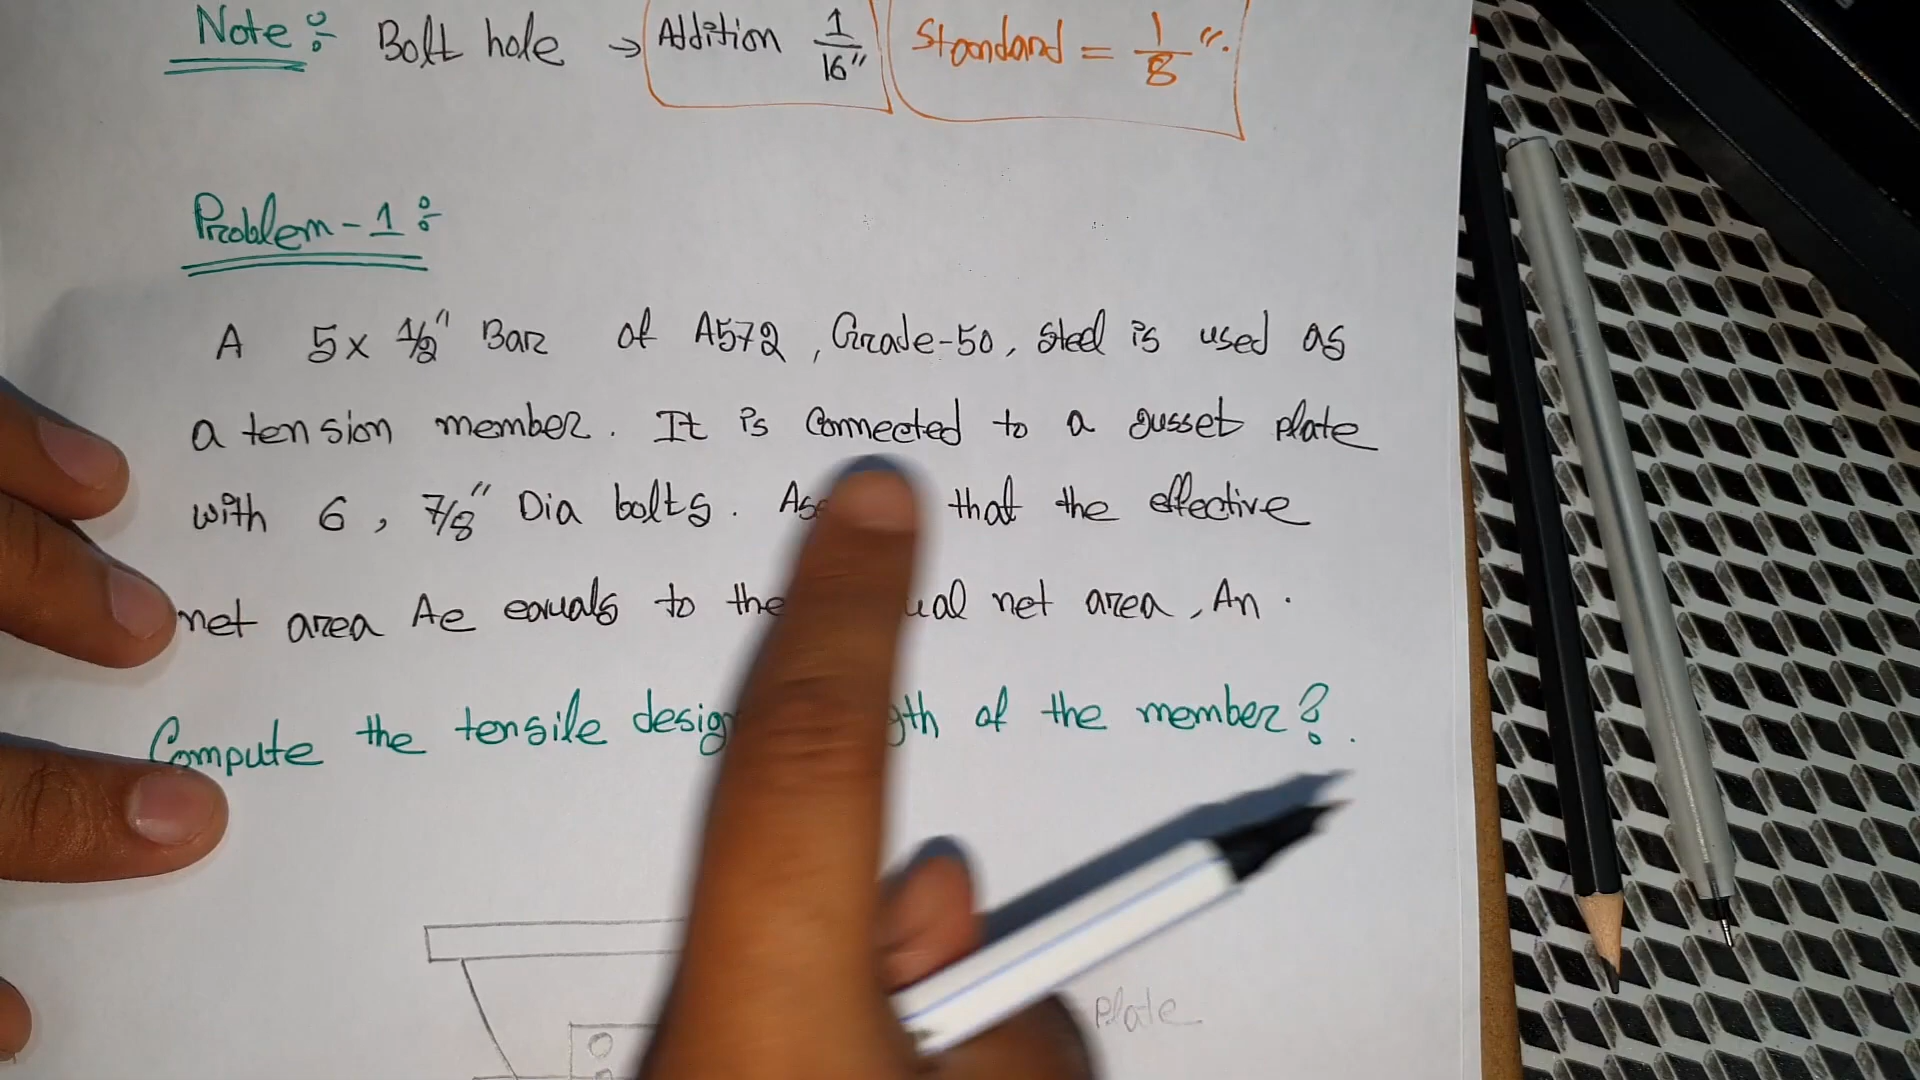 Note: Bolt hole → Addition 1/16" Standard = 1/8".
Problem-1:
A 5x 1/2" Bar of A572, Grade-50, steel is used as
a tension member. It is connected to a gusset plate
with 6, 7/8" Dia bolts. that the effective
net area Ae equals to the net area, An.
Compute the tensile of the member?.
plate